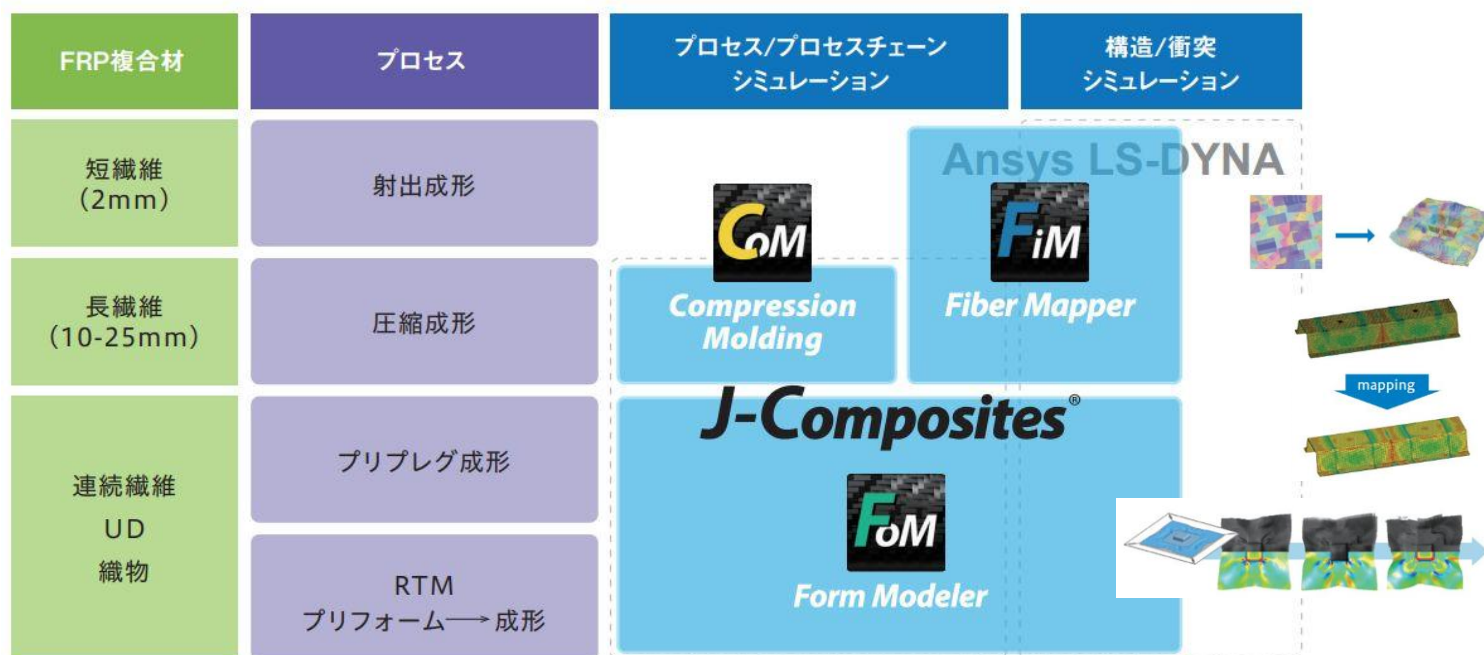 FRP複合材
プロセス
プロセス/プロセスチェーン
シミュレーション
構造/衝突
シミュレーション
短繊維
(2mm)
射出成形
Ansys LS-DYNA
CoM
FiM
長繊維
(10-25mm)
圧縮成形
Compression
Molding
Fiber Mapper
mapping
J-Composites®
連続繊維
UD
織物
プリプレグ成形
FoM
Form Modeler
RTM
プリフォーム→成形